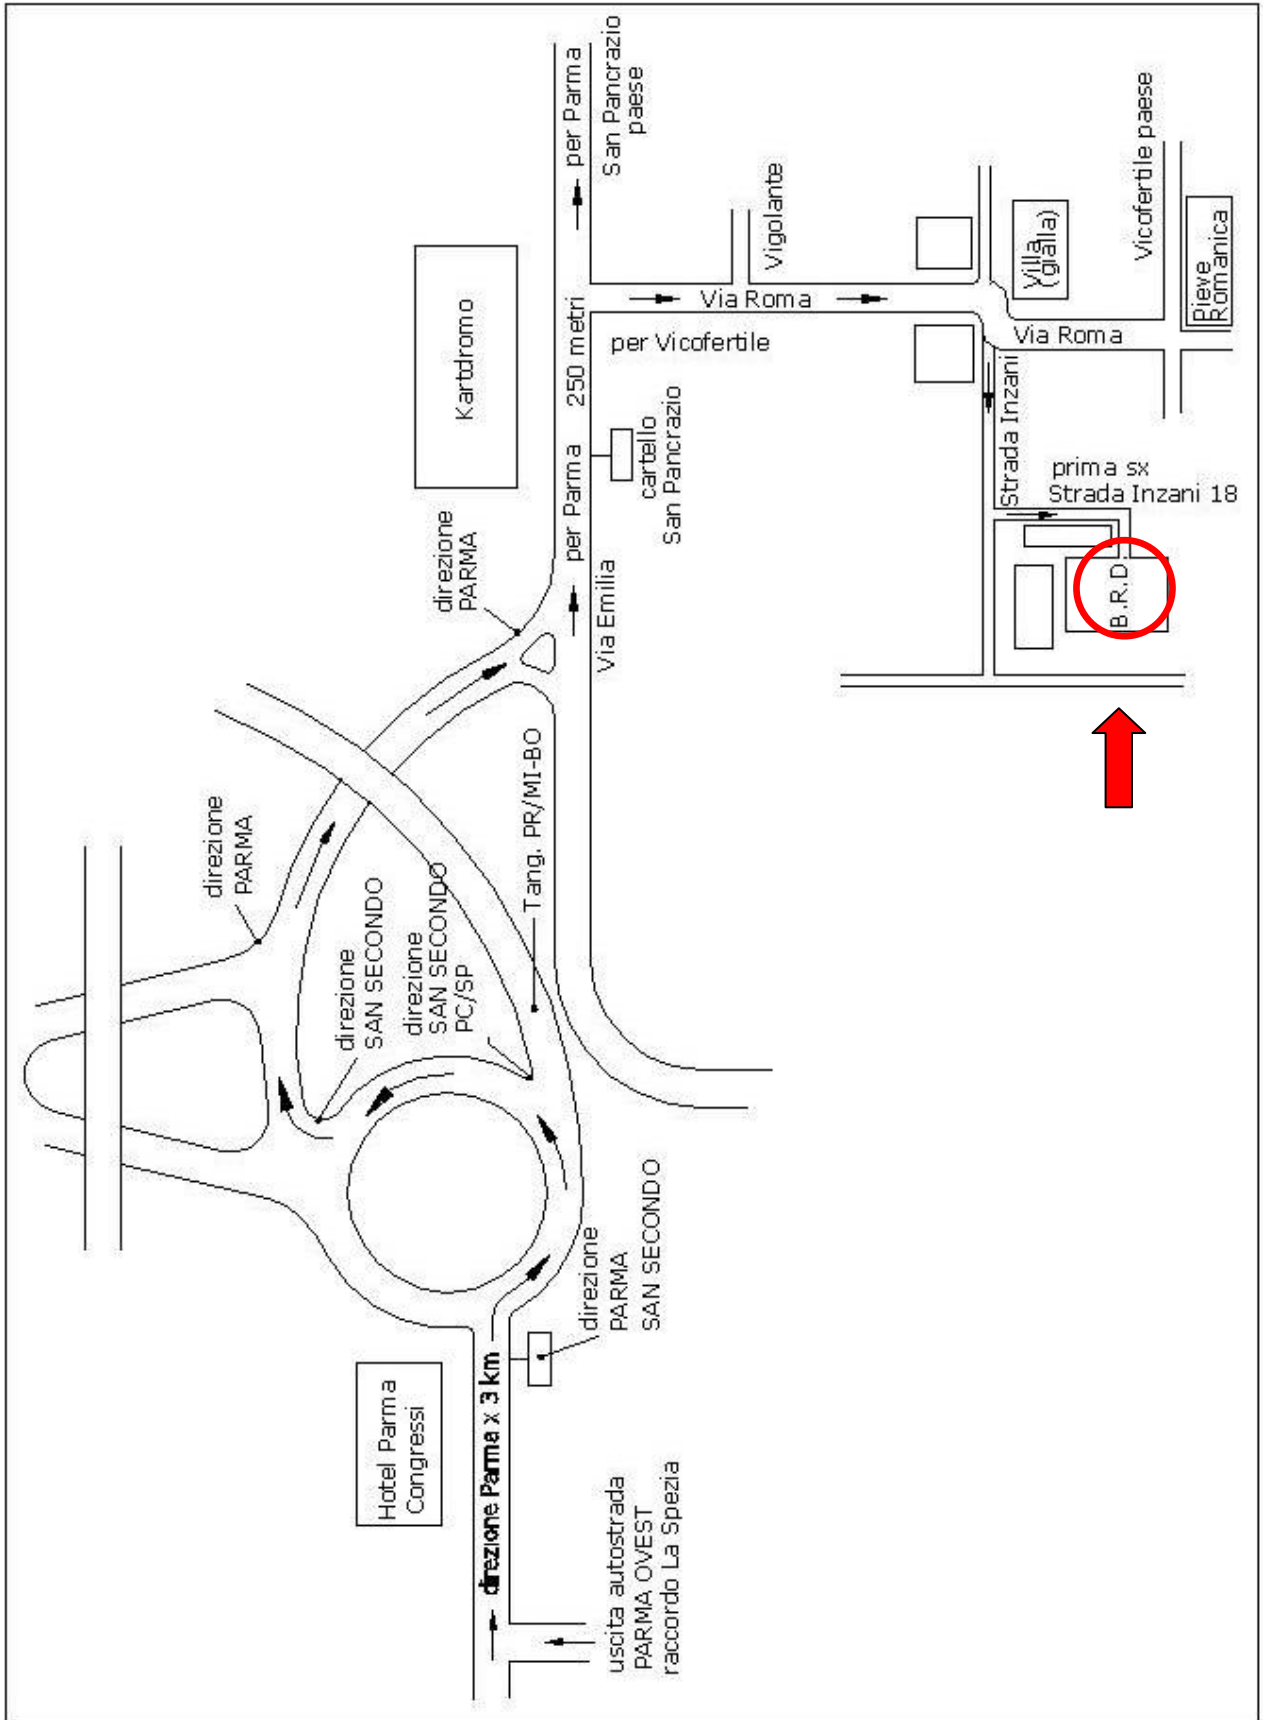 uscita autostrada
PARMA OVEST
raccordo La Spezia
direzione Parma x 3 km
Hotel Parma
Congressi
direzione
PARMA
SAN SECONDO
direzione
SAN SECONDO
direzione
SAN SECONDO
PC/SP
Tang. PR/MI-BO
direzione
PARMA
direzione
PARMA
Via Emilia
per Parma
250 metri
Kartdromo
cartello
San Pancrazio
per Parma
San Pancrazio
paese
per Vicofertile
Via Roma
Vigolante
Villa
(gialla)
Via Roma
Vicofertile paese
Pieve
Romanica
Strada Inzani
prima sx
Strada Inzani 18
B.R.D